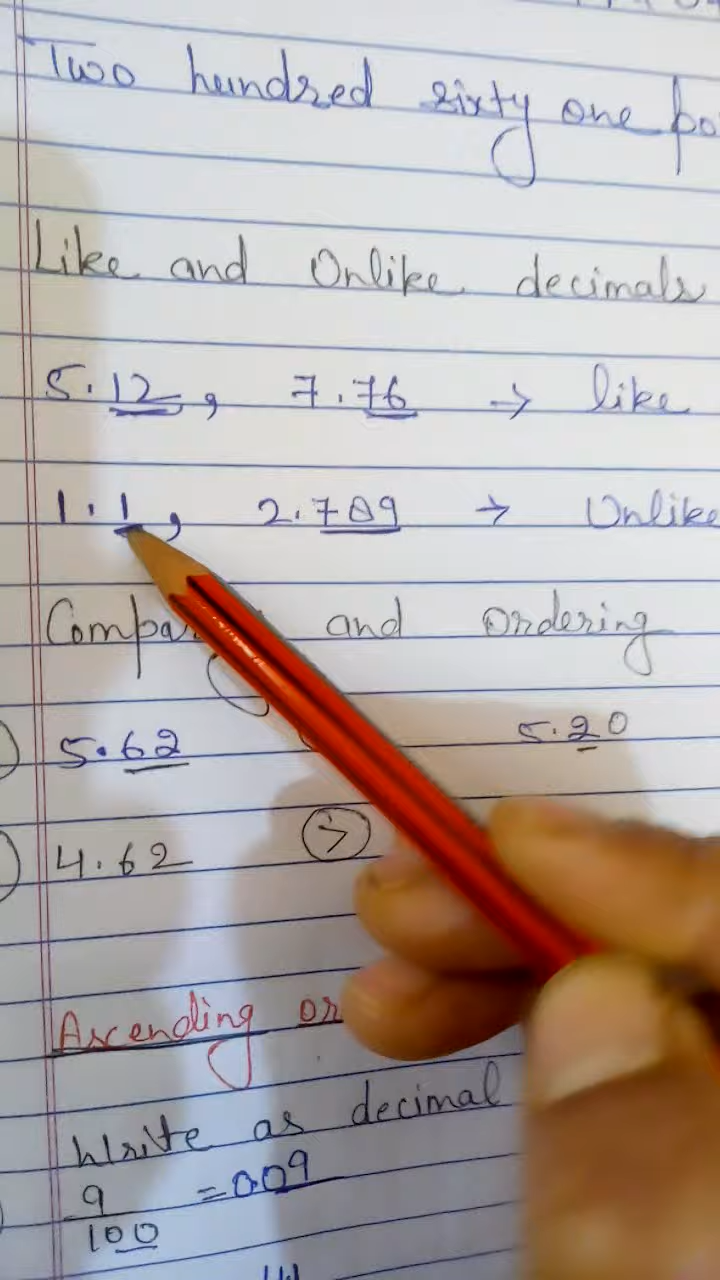 Two hundred sixty one
Like and Unlike decimals
5.12, 7.76 → like
1.1, 2.709 → Unlike
and ordering
5.62 5.20
4.62 >
Ascending
Write as decimal
9/100 = 0.09